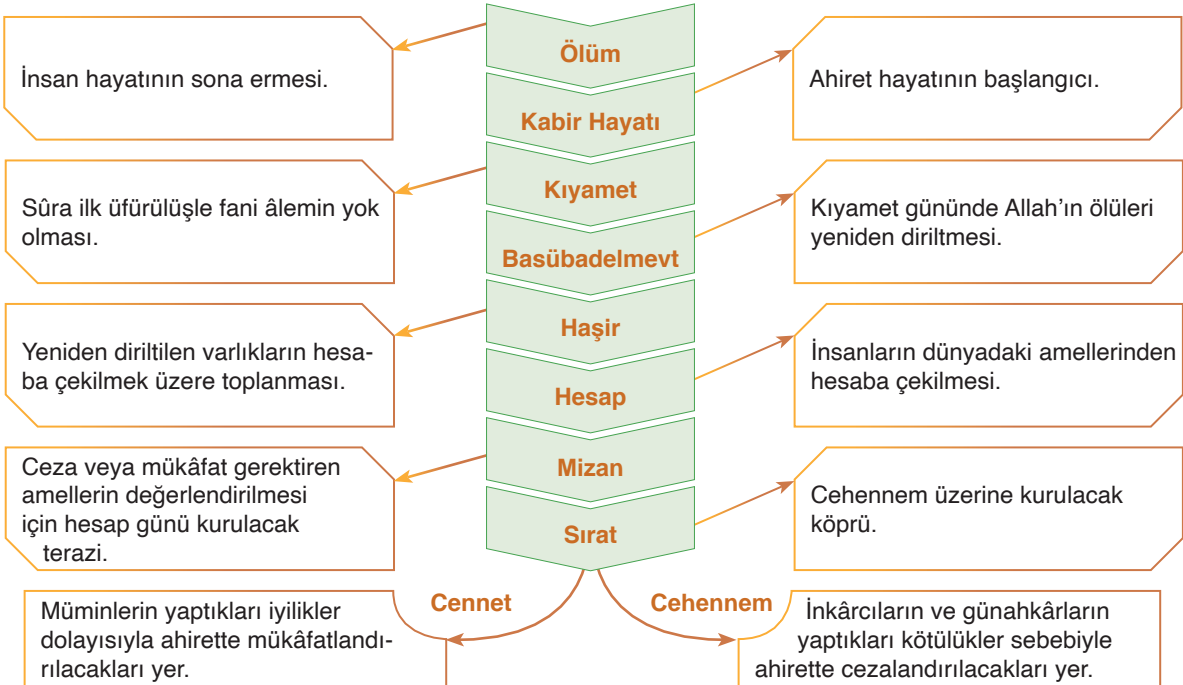 Ölüm
İnsan hayatının sona ermesi.
Kabir Hayatı
Ahiret hayatının başlangıcı.
Kıyamet
Sûra ilk üfürülüşle fani âlemin yok
olması.
Basübadelmevt
Kıyamet gününde Allah’ın ölüleri
yeniden diriltmesi.
Haşir
Yeniden diriltilen varlıkların hesa-
ba çekilmek üzere toplanması.
Hesap
İnsanların dünyadaki amellerinden
hesaba çekilmesi.
Mizan
Ceza veya mükâfat gerektiren
amellerin değerlendirilmesi
için hesap günü kurulacak
terazi.
Sırat
Cehennem üzerine kurulacak
köprü.
Cennet
Müminlerin yaptıkları iyilikler
dolayısıyla ahirette mükâfatlandı-
rılacakları yer.
Cehennem
İnkârcıların ve günahkârların
yaptıkları kötülükler sebebiyle
ahirette cezalandırılacakları yer.